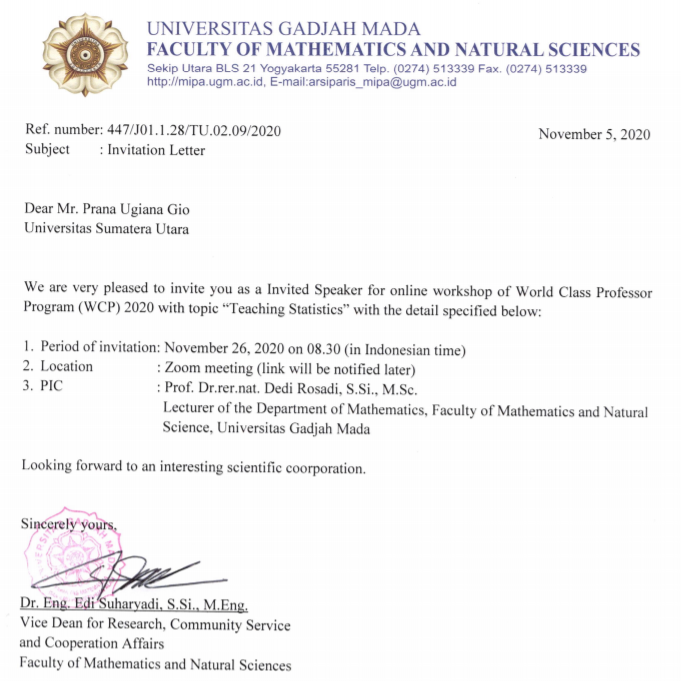 UNIVERSITAS GADJAH MADA
FACULTY OF MATHEMATICS AND NATURAL SCIENCES
Sekip Utara BLS 21 Yogyakarta 55281 Telp. (0274) 513339 Fax. (0274) 513339
http://mipa.ugm.ac.id, E-mail:arsiparis_mipa@ugm.ac.id
Ref. number: 447/J01.1.28/TU.02.09/2020
November 5, 2020
Subject : Invitation Letter
Dear Mr. Prana Ugiana Gio
Universitas Sumatera Utara
We are very pleased to invite you as a Invited Speaker for online workshop of World Class Professor
Program (WCP) 2020 with topic “Teaching Statistics” with the detail specified below:
1. Period of invitation: November 26, 2020 on 08.30 (in Indonesian time)
2. Location : Zoom meeting (link will be notified later)
3. PIC : Prof. Dr.rer.nat. Dedi Rosadi, S.Si., M.Sc.
Lecturer of the Department of Mathematics, Faculty of Mathematics and Natural
Science, Universitas Gadjah Mada
Looking forward to an interesting scientific coorporation.
Sincerely yours,
Dr. Eng. Edi Suharyadi, S.Si., M.Eng.
Vice Dean for Research, Community Service
and Cooperation Affairs
Faculty of Mathematics and Natural Sciences